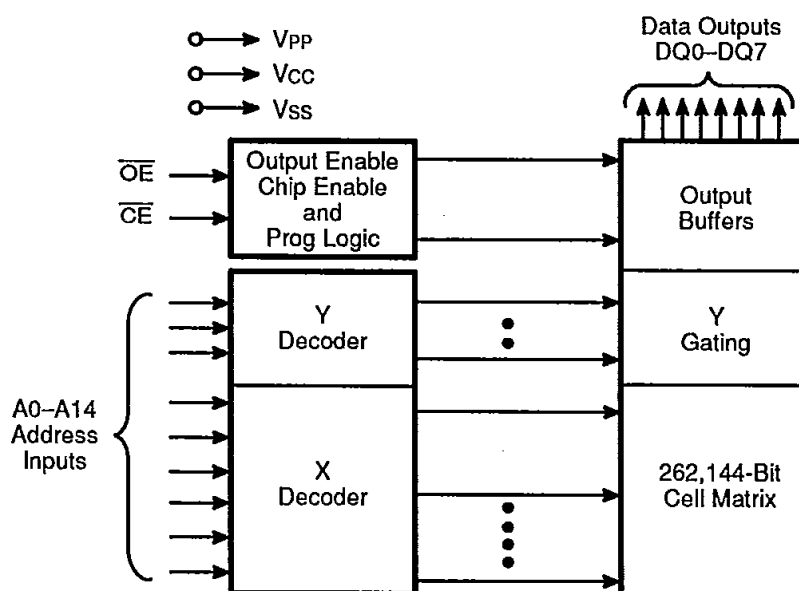 VPP
VCC
VSS
Data Outputs
DQ0–DQ7
OE
CE
Output Enable
Chip Enable
and
Prog Logic
Output
Buffers
Y
Decoder
Y
Gating
A0–A14
Address
Inputs
X
Decoder
262,144-Bit
Cell Matrix